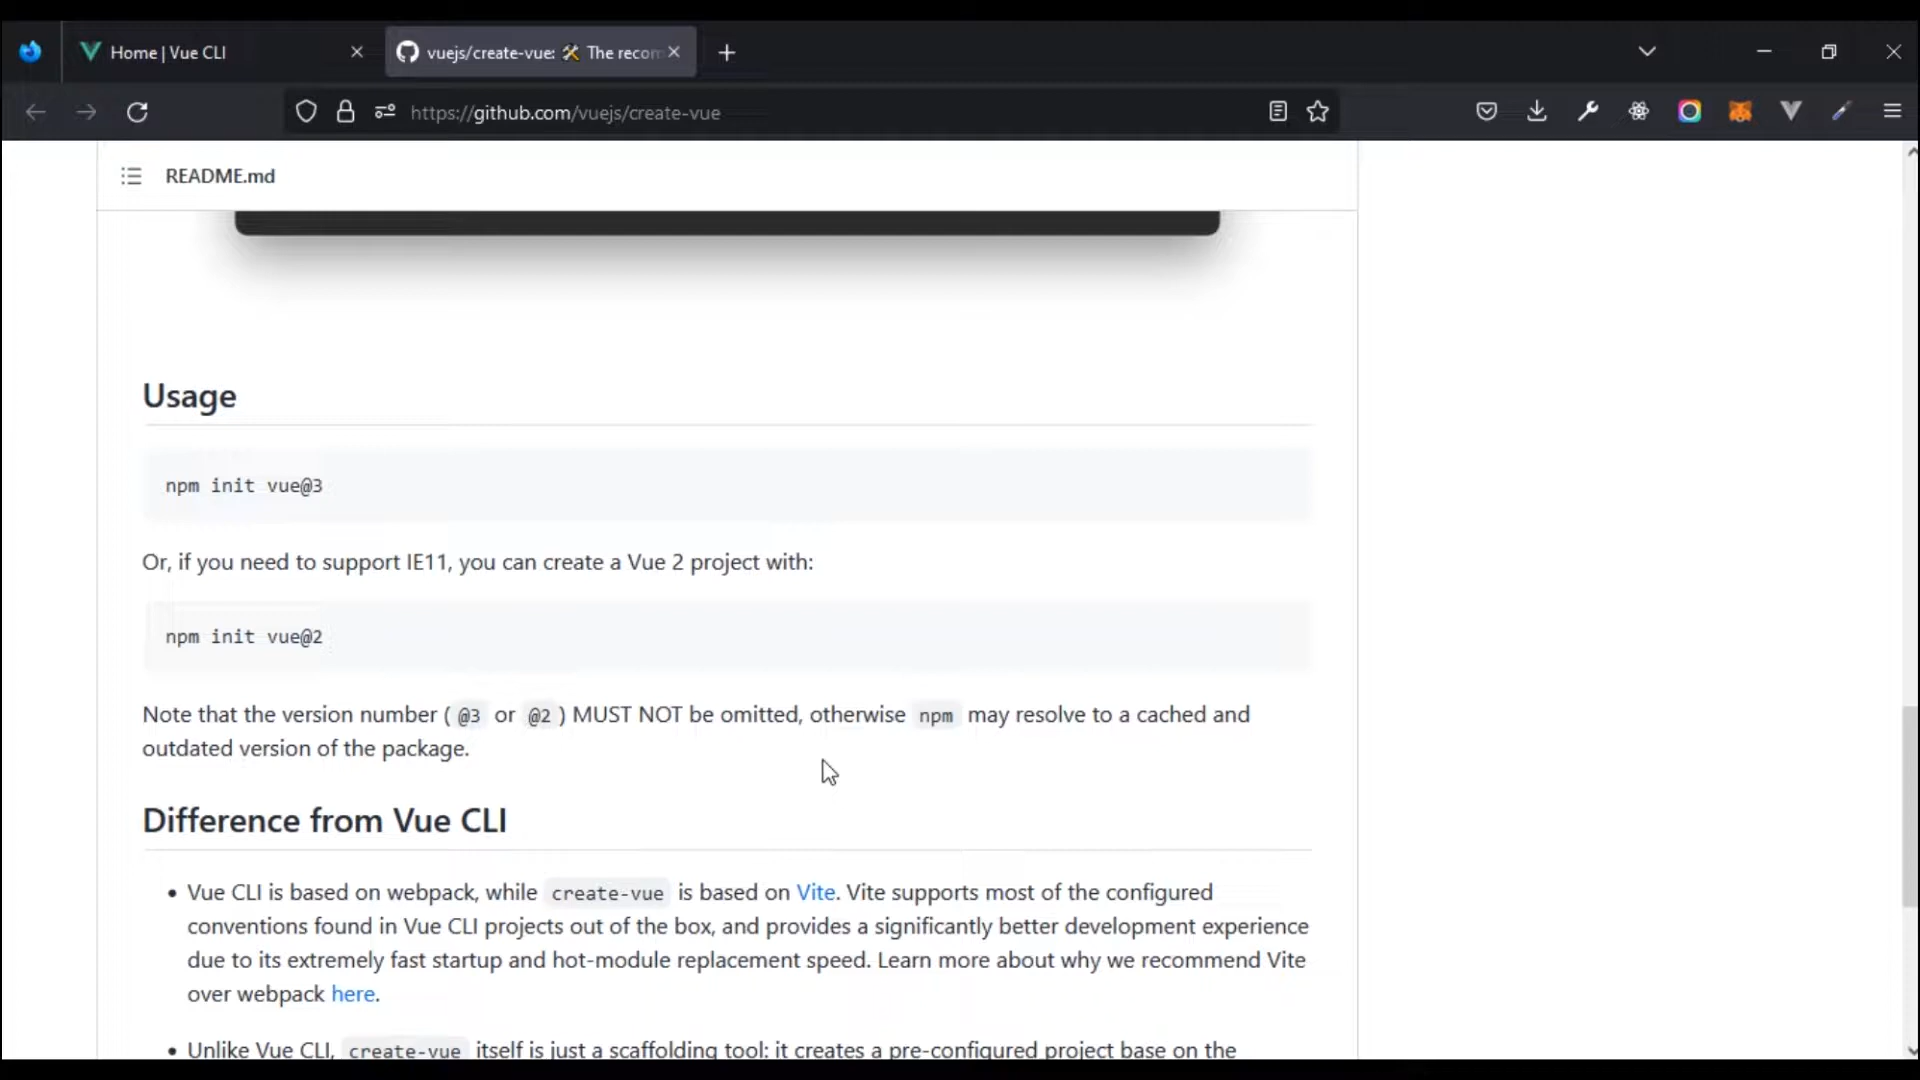 Home | Vue CLI
vuejs/create-vue: 🛠 The recom
https://github.com/vuejs/create-vue
README.md
Usage
npm init vue@3
Or, if you need to support IE11, you can create a Vue 2 project with:
npm init vue@2
Note that the version number ( @3 or @2 ) MUST NOT be omitted, otherwise npm may resolve to a cached and
outdated version of the package.
Difference from Vue CLI
• Vue CLI is based on webpack, while create-vue is based on Vite. Vite supports most of the configured
conventions found in Vue CLI projects out of the box, and provides a significantly better development experience
due to its extremely fast startup and hot-module replacement speed. Learn more about why we recommend Vite
over webpack here.
• Unlike Vue CLI, create-vue itself is just a scaffolding tool: it creates a pre-configured project base on the